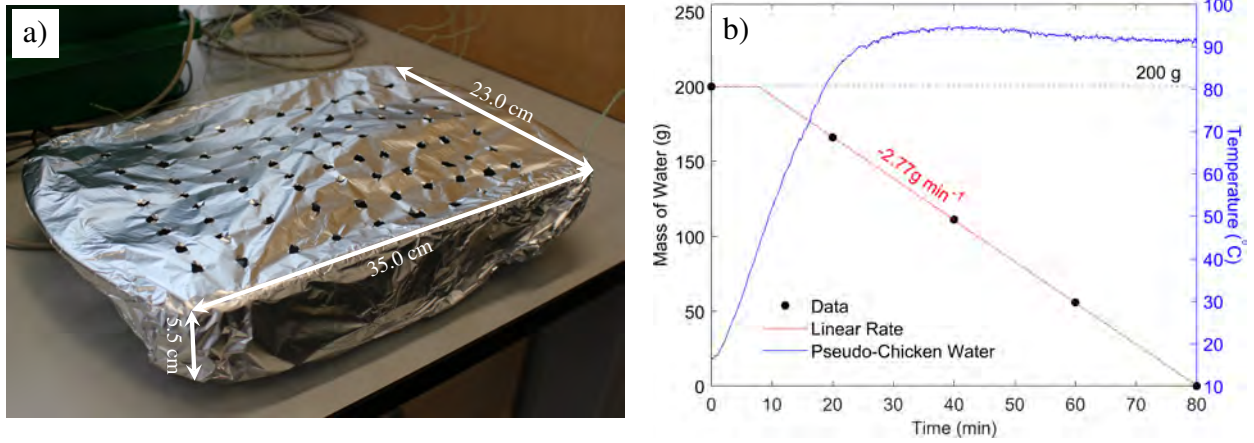 a)
23.0 cm
35.0 cm
5.5 cm
b)
250
200
150
100
50
0
Mass of Water (g)
0
10
20
30
40
50
60
70
80
Time (min)
100
90
80
70
60
50
40
30
20
10
Temperature (°C)
200 g
-2.77g min⁻¹
Data
Linear Rate
Pseudo-Chicken Water